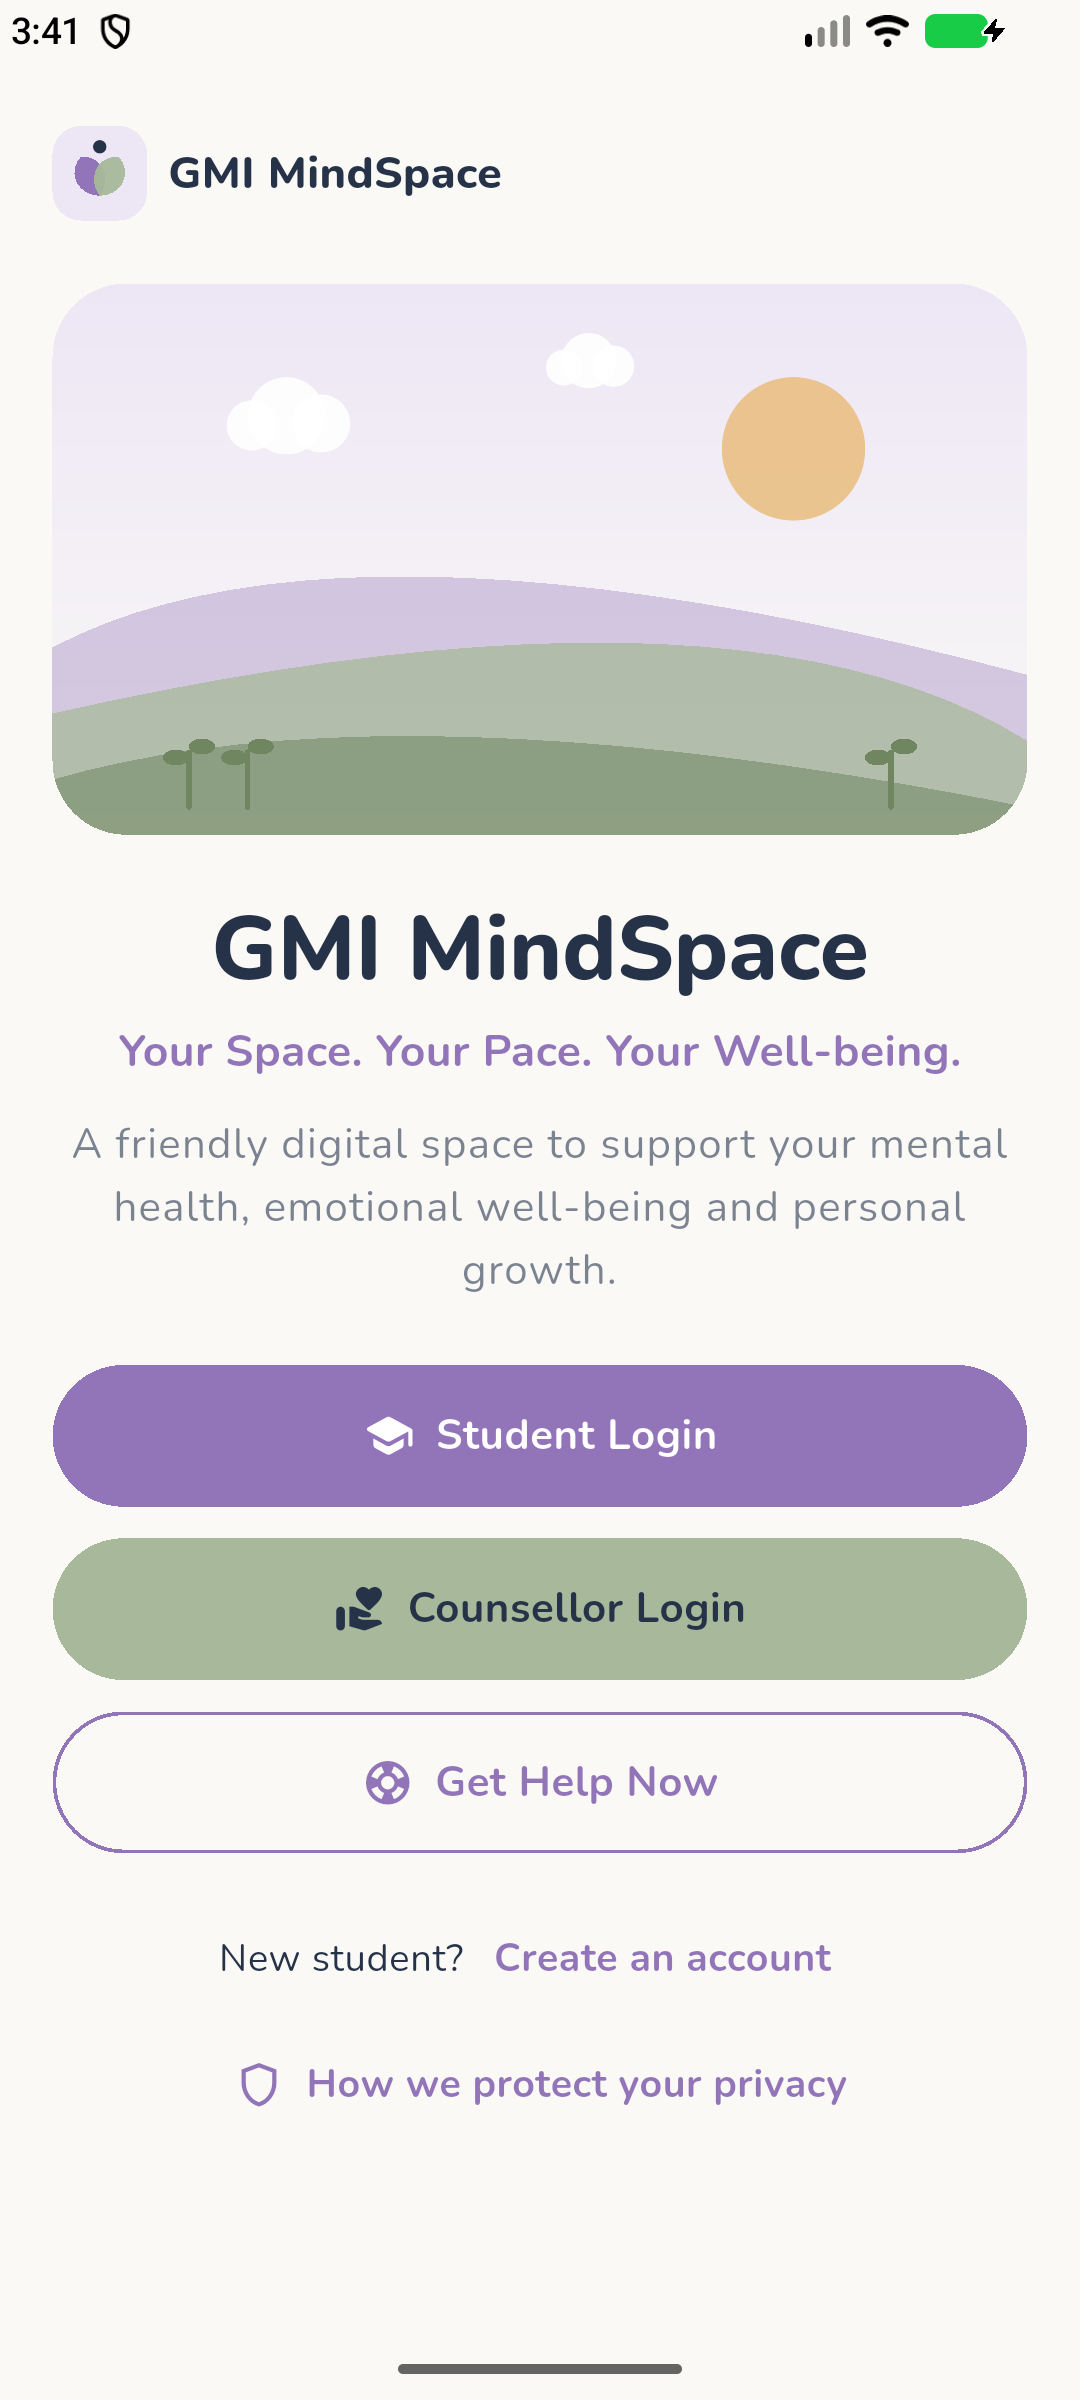 3:41
GMI MindSpace
GMI MindSpace
Your Space. Your Pace. Your Well-being.
A friendly digital space to support your mental
health, emotional well-being and personal
growth.
Student Login
Counsellor Login
Get Help Now
New student? Create an account
How we protect your privacy